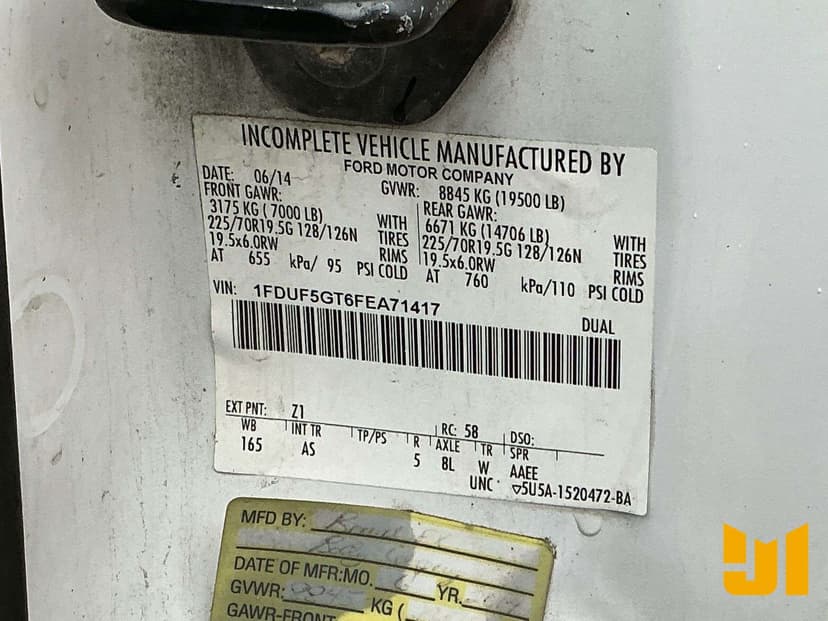 INCOMPLETE VEHICLE MANUFACTURED BY
FORD MOTOR COMPANY
DATE: 06/14 GVWR: 8845 KG (19500 LB)
FRONT GAWR: REAR GAWR:
3175 KG ( 7000 LB) WITH 6671 KG (14706 LB) WITH
225/70R19.5G 128/126N TIRES 225/70R19.5G 128/126N TIRES
19.5x6.0RW RIMS 19.5x6.0RW RIMS
AT 655 kPa/ 95 PSI COLD AT 760 kPa/110 PSI COLD
VIN: 1FDUF5GT6FEA71417
DUAL
EXT PNT: Z1 RC: 58 DSO:
WB INT TR TP/PS R AXLE TR SPR
165 AS 5 8L W AAEE
UNC ▽5U5A-1520472-BA
MFD BY:
DATE OF MFR:MO. YR.
GVWR: KG (
GAWR-FRONT